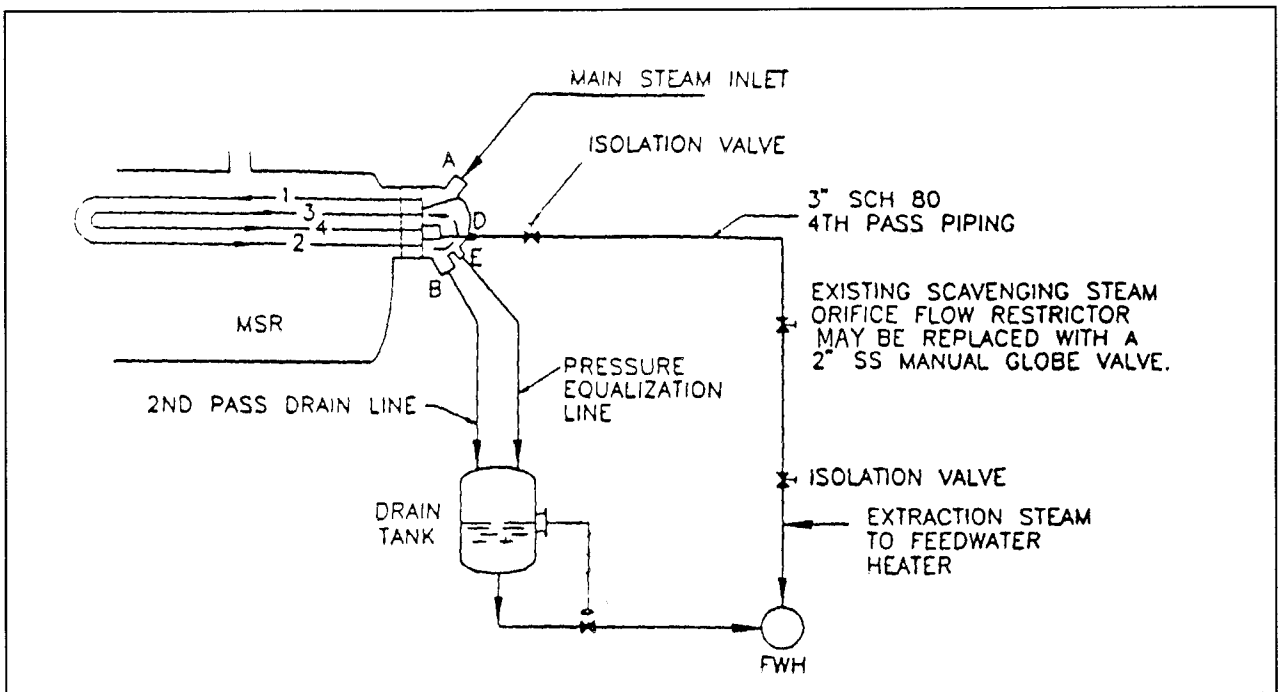 MAIN STEAM INLET
ISOLATION VALVE
A
1
3
D
4
2
E
B
3" SCH 80
4TH PASS PIPING
MSR
EXISTING SCAVENGING STEAM
ORIFICE FLOW RESTRICTOR
MAY BE REPLACED WITH A
2" SS MANUAL GLOBE VALVE.
PRESSURE
EQUALIZATION
LINE
2ND PASS DRAIN LINE
ISOLATION VALVE
DRAIN
TANK
EXTRACTION STEAM
TO FEEDWATER
HEATER
FWH